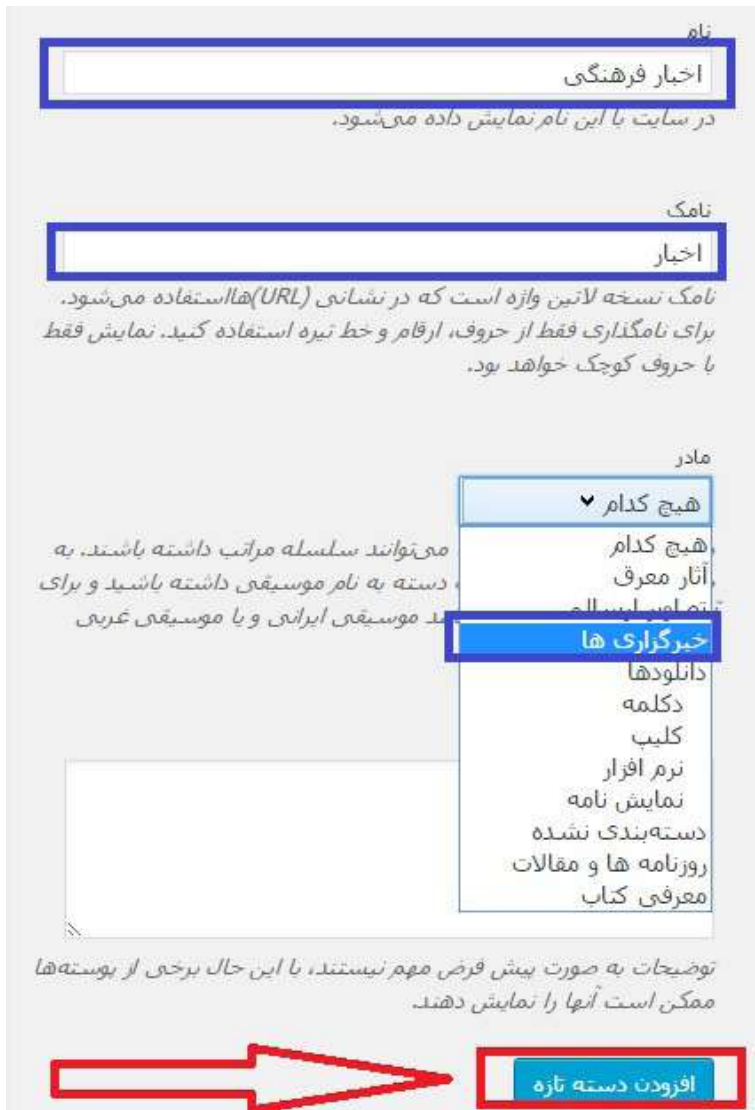 نام
اخبار فرهنگی
در سایت با این نام نمایش داده می‌شود.
نامک
اخبار
نامک نسخه لاتین واژه است که در نشانی (URL)هااستفاده می‌شود.
برای نامگذاری فقط از حروف، ارقام و خط تیره استفاده کنید. نمایش فقط
با حروف کوچک خواهد بود.
مادر
هیچ کدام
هیچ کدام
می‌توانند سلسله مراتب داشته باشند. به
آثار معرق
دسته به نام موسیقی داشته باشید و برای
موسیقی ایرانی و یا موسیقی غربی
خبرگزاری ها
دانلودها
دکلمه
کلیپ
نرم افزار
نمایش نامه
دسته‌بندی نشده
روزنامه ها و مقالات
معرفی کتاب
توضیحات به صورت پیش فرض مهم نیستند، با این حال برخی از پوسته‌ها
ممکن است آنها را نمایش دهند.
افزودن دسته تازه